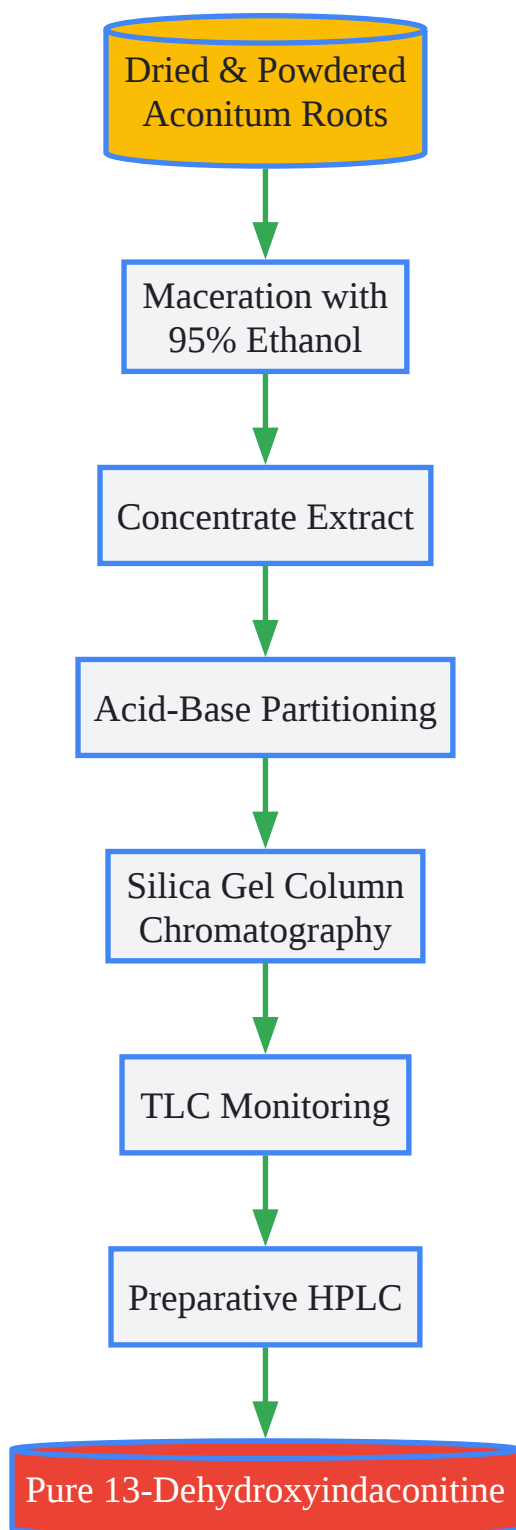 Dried & Powdered
Aconitum Roots
Maceration with
95% Ethanol
Concentrate Extract
Acid-Base Partitioning
Silica Gel Column
Chromatography
TLC Monitoring
Preparative HPLC
Pure 13-Dehydroxyindaconitine